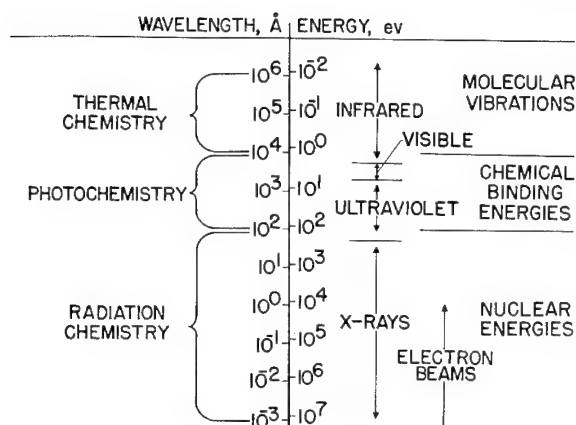 WAVELENGTH, Å ENERGY, ev
10⁶ 10⁻²
MOLECULAR
VIBRATIONS
THERMAL
CHEMISTRY
10⁵ 10⁻¹
INFRARED
10⁴ 10⁰
VISIBLE
PHOTOCHEMISTRY
10³ 10¹
CHEMICAL
BINDING
ENERGIES
ULTRAVIOLET
10² 10²
10¹ 10³
RADIATION
CHEMISTRY
10⁰ 10⁴
X-RAYS
NUCLEAR
ENERGIES
10⁻¹ 10⁵
ELECTRON
BEAMS
10⁻² 10⁶
10⁻³ 10⁷